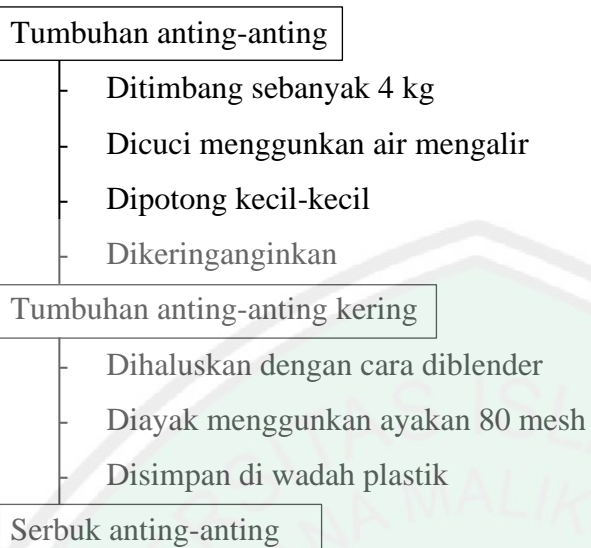 Tumbuhan anting-anting
- Ditimbang sebanyak 4 kg
- Dicuci menggunkan air mengalir
- Dipotong kecil-kecil
- Dikeringanginkan
Tumbuhan anting-anting kering
- Dihaluskan dengan cara diblender
- Diayak menggunkan ayakan 80 mesh
- Disimpan di wadah plastik
Serbuk anting-anting